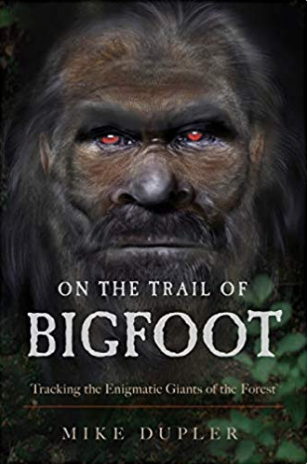 ON THE TRAIL OF
BIGFOOT
Tracking the Enigmatic Giants of the Forest
MIKE DUPLER